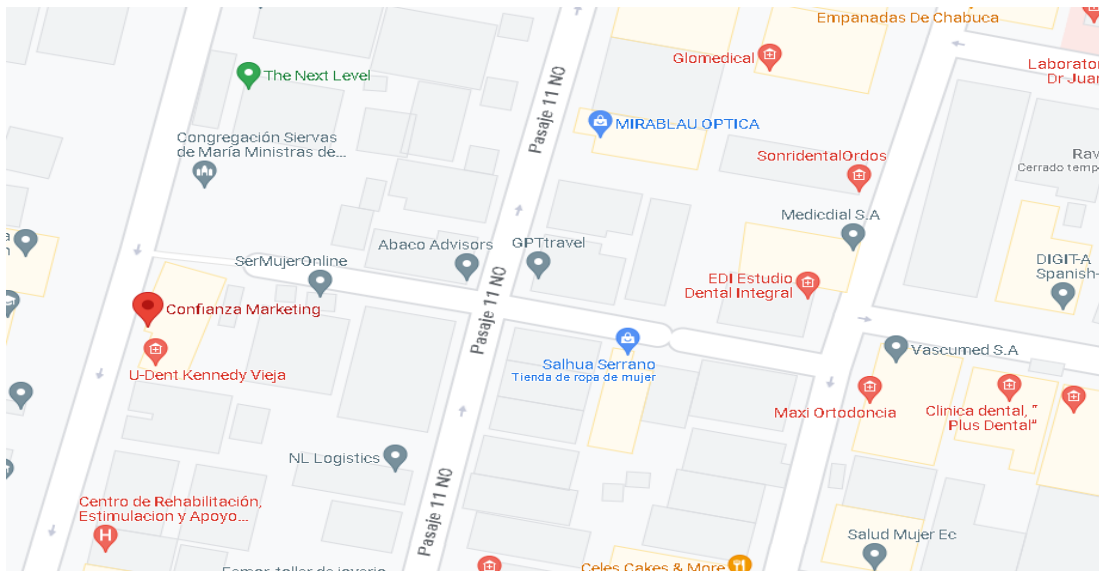 Empanadas De Chabuca
Glomedical
Laborator
Dr Juan
The Next Level
Pasaje 11 NO
MIRABLAU OPTICA
Congregación Siervas
de María Ministras de...
SonridentalOrdos
Rav
Cerrado temp
Medicdial S.A
Abaco Advisors
GPTtravel
SerMujerOnline
DIGIT-A
Spanish-
EDI Estudio
Dental Integral
Confianza Marketing
Pasaje 11 NO
Vascumed S.A
U-Dent Kennedy Vieja
Salhua Serrano
Tienda de ropa de mujer
Maxi Ortodoncia
Clinica dental, "
Plus Dental"
NL Logistics
Pasaje 11 NO
Centro de Rehabilitación,
Estimulacion y Apoyo...
Salud Mujer Ec
Celes Cakes & More